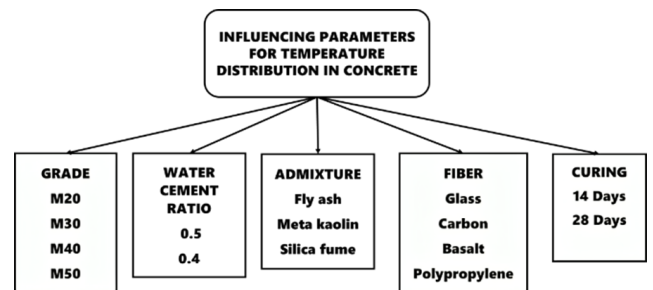 INFLUENCING PARAMETERS
FOR TEMPERATURE
DISTRIBUTION IN CONCRETE
GRADE
M20
M30
M40
M50
WATER
CEMENT
RATIO
0.5
0.4
ADMIXTURE
Fly ash
Meta kaolin
Silica fume
FIBER
Glass
Carbon
Basalt
Polypropylene
CURING
14 Days
28 Days